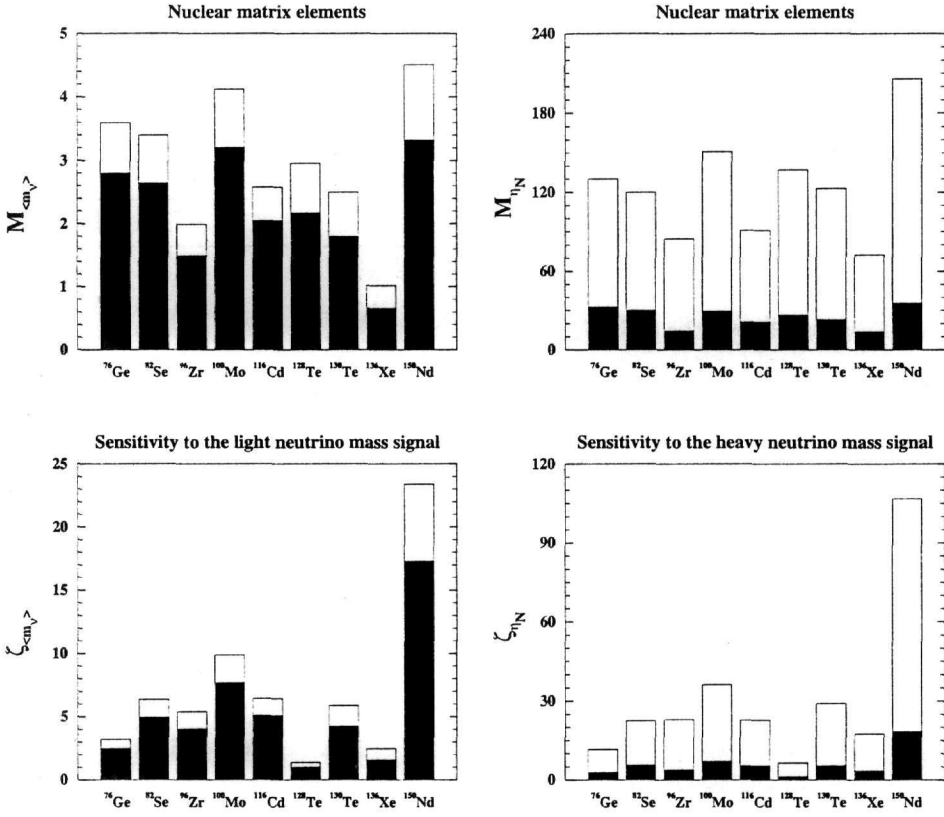 Nuclear matrix elements
5
4
3
2
1
0
M<mν>
⁷⁶Ge ⁸²Se ⁹⁶Zr ¹⁰⁰Mo ¹¹⁶Cd ¹²⁸Te ¹³⁰Te ¹³⁶Xe ¹⁵⁰Nd
Nuclear matrix elements
240
180
120
60
0
MηN
⁷⁶Ge ⁸²Se ⁹⁶Zr ¹⁰⁰Mo ¹¹⁶Cd ¹²⁸Te ¹³⁰Te ¹³⁶Xe ¹⁵⁰Nd
Sensitivity to the light neutrino mass signal
25
20
15
10
5
0
ζ<mν>
⁷⁶Ge ⁸²Se ⁹⁶Zr ¹⁰⁰Mo ¹¹⁶Cd ¹²⁸Te ¹³⁰Te ¹³⁶Xe ¹⁵⁰Nd
Sensitivity to the heavy neutrino mass signal
120
90
60
30
0
ζηN
⁷⁶Ge ⁸²Se ⁹⁶Zr ¹⁰⁰Mo ¹¹⁶Cd ¹²⁸Te ¹³⁰Te ¹³⁶Xe ¹⁵⁰Nd